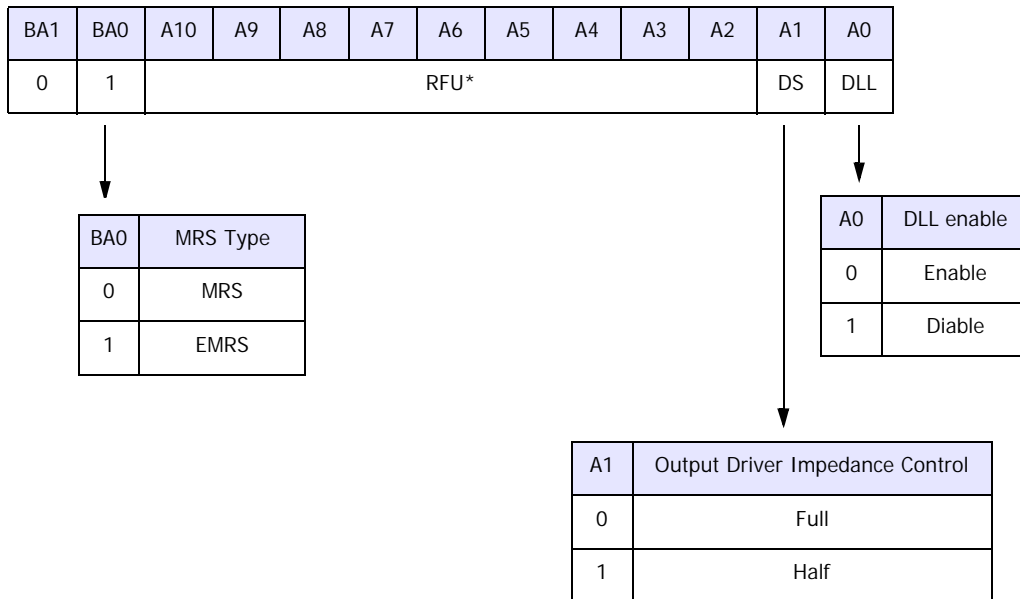 BA1 BA0 A10 A9 A8 A7 A6 A5 A4 A3 A2 A1 A0
0 1 RFU* DS DLL
BA0 MRS Type
0 MRS
1 EMRS
A0 DLL enable
0 Enable
1 Diable
A1 Output Driver Impedance Control
0 Full
1 Half